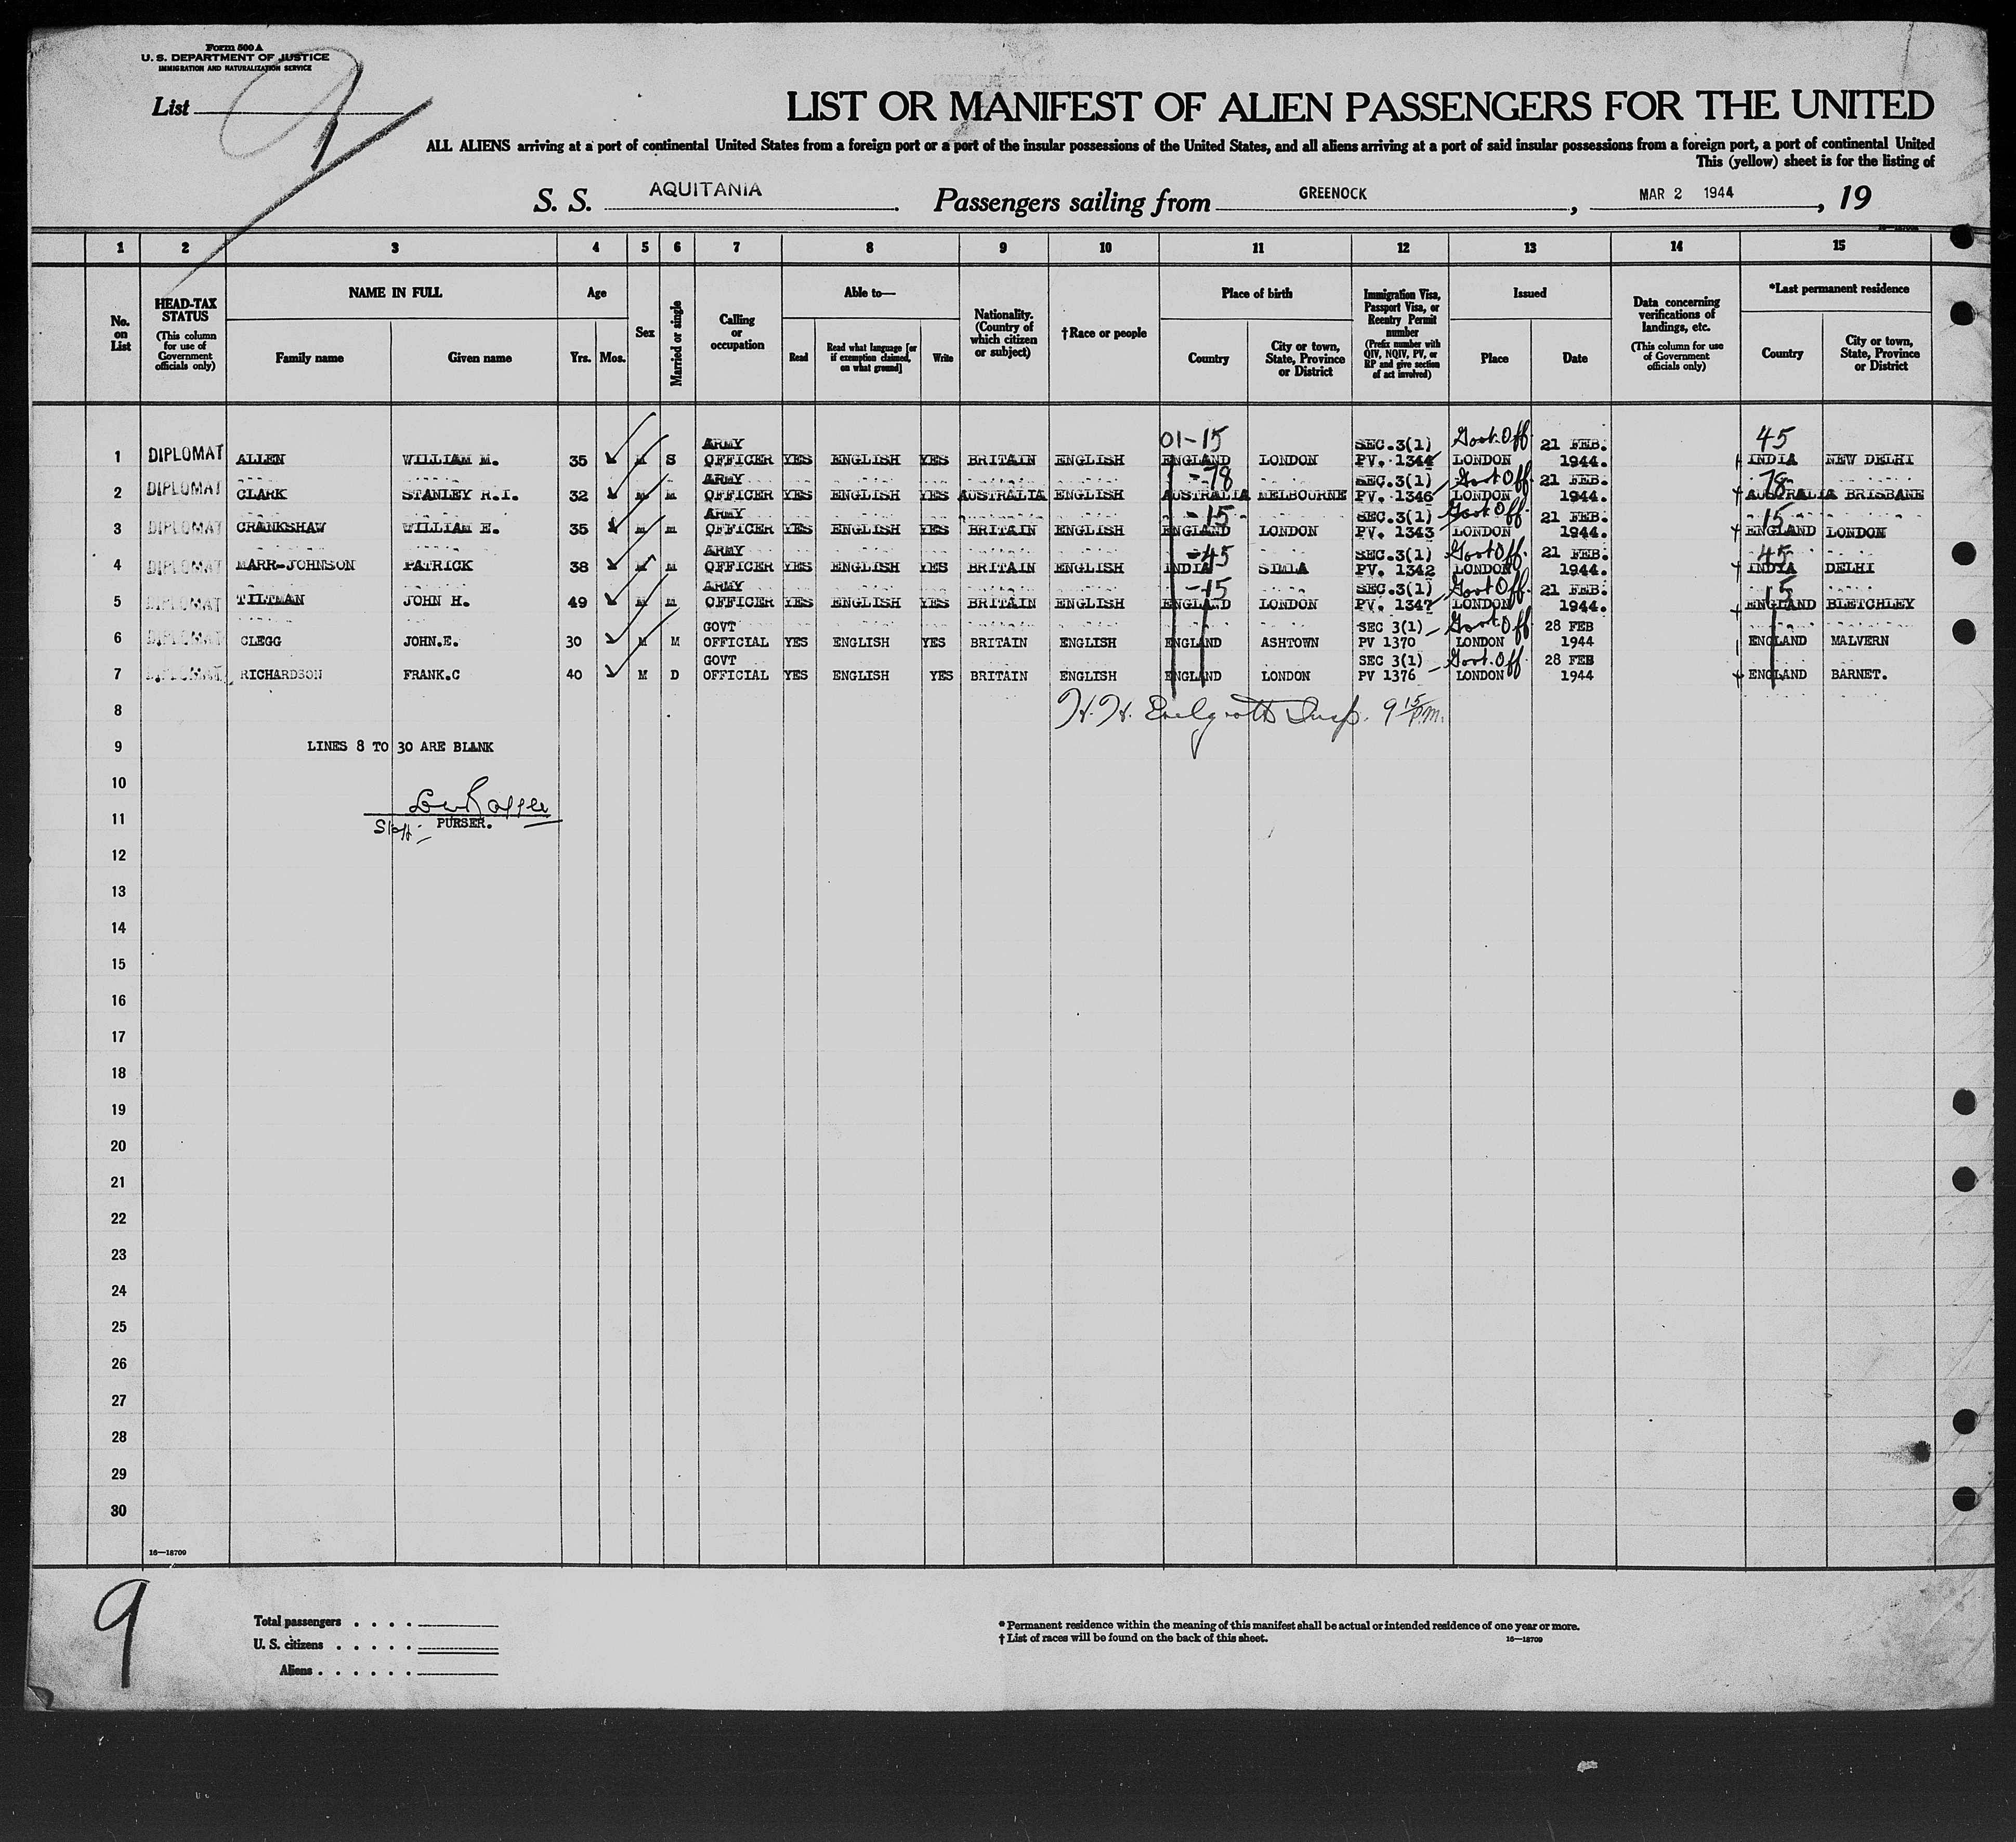 Form 500 A
U. S. DEPARTMENT OF JUSTICE
IMMIGRATION AND NATURALIZATION SERVICE
List 9
LIST OR MANIFEST OF ALIEN PASSENGERS FOR THE UNITED
ALL ALIENS arriving at a port of continental United States from a foreign port or a port of the insular possessions of the United States, and all aliens arriving at a port of said insular possessions from a foreign port, a port of continental United
This (yellow) sheet is for the listing of
S. S. AQUITANIA. Passengers sailing from GREENOCK, MAR 2 1944, 19
1 2 3 4 5 6 7 8 9 10 11 12 13 14 15
No. on List
HEAD-TAX STATUS (This column for use of Government officials only)
NAME IN FULL Family name Given name
Age Yrs. Mos.
Sex
Married or single
Calling or occupation
Able to— Read Read what language [or if exemption claimed, on what ground] Write
Nationality. (Country of which citizen or subject)
†Race or people
Place of birth Country City or town, State, Province or District
Immigration Visa, Passport Visa, or Reentry Permit number (Prefix number with QIV, NQIV, PV, or RP and give section of act involved)
Issued Place Date
Data concerning verifications of landings, etc. (This column for use of Government officials only)
*Last permanent residence Country City or town, State, Province or District
ARMY 01-15 SEC.3(1) Govt. Off. 21 FEB. 45
1 DIPLOMAT ALLEN WILLIAM M. 35 M S OFFICER YES ENGLISH YES BRITAIN ENGLISH ENGLAND LONDON PV. 1344 LONDON 1944. INDIA NEW DELHI
ARMY -78 SEC.3(1) Govt Off 21 FEB. 78
2 DIPLOMAT CLARK STANLEY R.I. 32 M M OFFICER YES ENGLISH YES AUSTRALIA ENGLISH AUSTRALIA MELBOURNE PV. 1346 LONDON 1944. AUSTRALIA BRISBANE
ARMY -15 SEC.3(1) Govt. Off. 21 FEB. 15
3 DIPLOMAT CRANKSHAW WILLIAM E. 35 M M OFFICER YES ENGLISH YES BRITAIN ENGLISH ENGLAND LONDON PV. 1343 LONDON 1944. ENGLAND LONDON
ARMY -45 SEC.3(1) Govt Off. 21 FEB. 45
4 DIPLOMAT MARR-JOHNSON PATRICK 38 M M OFFICER YES ENGLISH YES BRITAIN ENGLISH INDIA SIMLA PV. 1342 LONDON 1944. INDIA DELHI
ARMY -15 SEC.3(1) Govt Off. 21 FEB. 15
5 DIPLOMAT TILTMAN JOHN H. 49 M M OFFICER YES ENGLISH YES BRITAIN ENGLISH ENGLAND LONDON PV. 1347 LONDON 1944. ENGLAND BLETCHLEY
GOVT SEC 3(1) Govt. Off 28 FEB
6 DIPLOMAT CLEGG JOHN.E. 30 M M OFFICIAL YES ENGLISH YES BRITAIN ENGLISH ENGLAND ASHTOWN PV 1370 LONDON 1944 ENGLAND MALVERN
GOVT SEC 3(1) Govt. Off 28 FEB
7 DIPLOMAT RICHARDSON FRANK.C 40 M D OFFICIAL YES ENGLISH YES BRITAIN ENGLISH ENGLAND LONDON PV 1376 LONDON 1944 ENGLAND BARNET.
8 H. H. Insp. 9 15 P.m.
9 LINES 8 TO 30 ARE BLANK
10
11 Staff PURSER.
12
13
14
15
16
17
18
19
20
21
22
23
24
25
26
27
28
29
30
16—18709
9
Total passengers . . . .
U. S. citizens . . . . .
Aliens . . . . . .
* Permanent residence within the meaning of this manifest shall be actual or intended residence of one year or more.
† List of races will be found on the back of this sheet. 16—18709